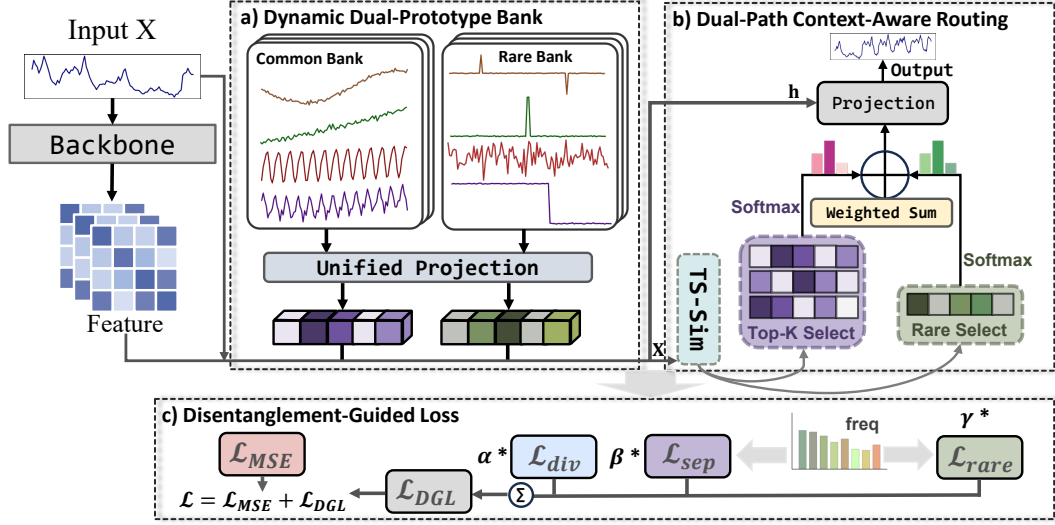 Input X
Backbone
Feature
a) Dynamic Dual-Prototype Bank
Common Bank
Rare Bank
Unified Projection
b) Dual-Path Context-Aware Routing
Output
h
Projection
Softmax
Weighted Sum
Softmax
X
TS-Sim
Top-K Select
Rare Select
c) Disentanglement-Guided Loss
ℒ_MSE
ℒ = ℒ_MSE + ℒ_DGL
ℒ_DGL
Σ
α *
ℒ_div
β *
ℒ_sep
freq
γ *
ℒ_rare